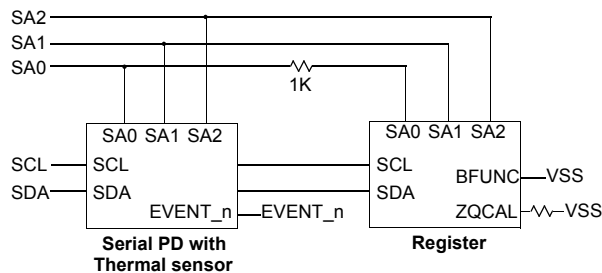 SA2
SA1
SA0
1K
SA0 SA1 SA2
SA0 SA1 SA2
SCL
SCL
SCL
SDA
SDA
SDA
BFUNC
VSS
EVENT_n
EVENT_n
ZQCAL
VSS
Serial PD with
Thermal sensor
Register